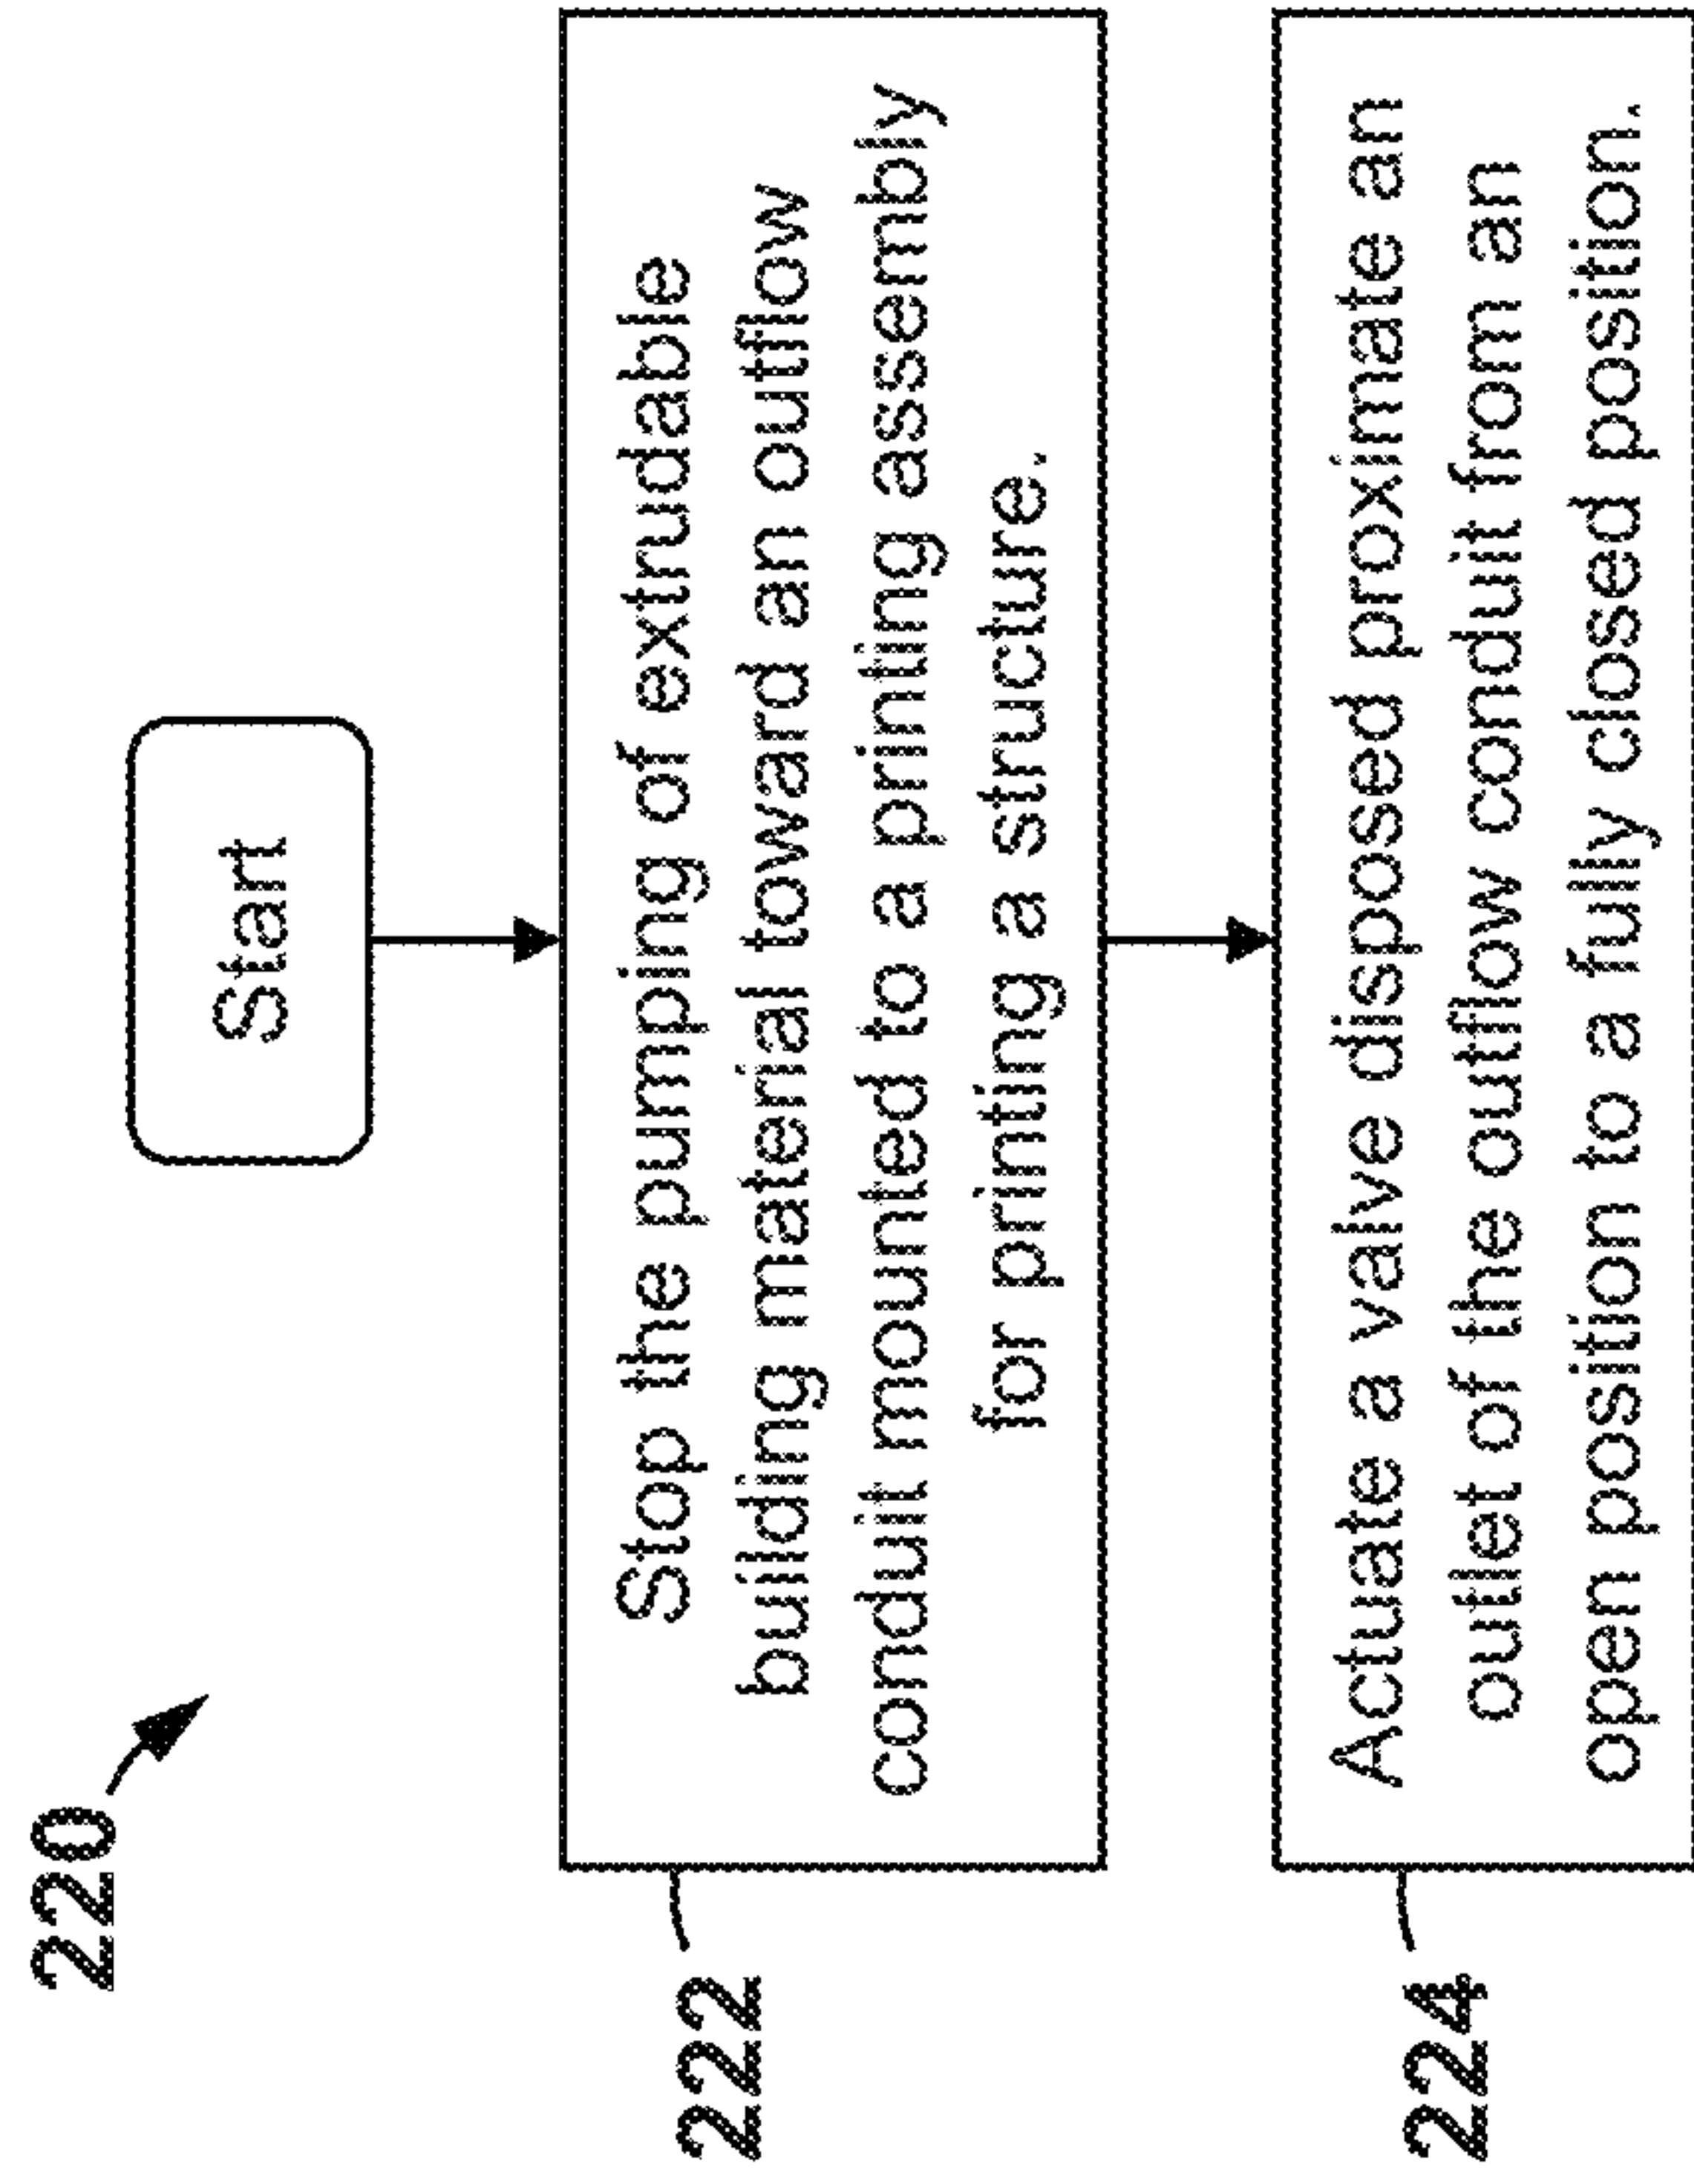 220
Start
222
Stop the pumping of extrudable
building material toward an outflow
conduit mounted to a printing assembly
for printing a structure.
224
Actuate a valve disposed proximate an
outlet of the outflow conduit from an
open position to a fully closed position.